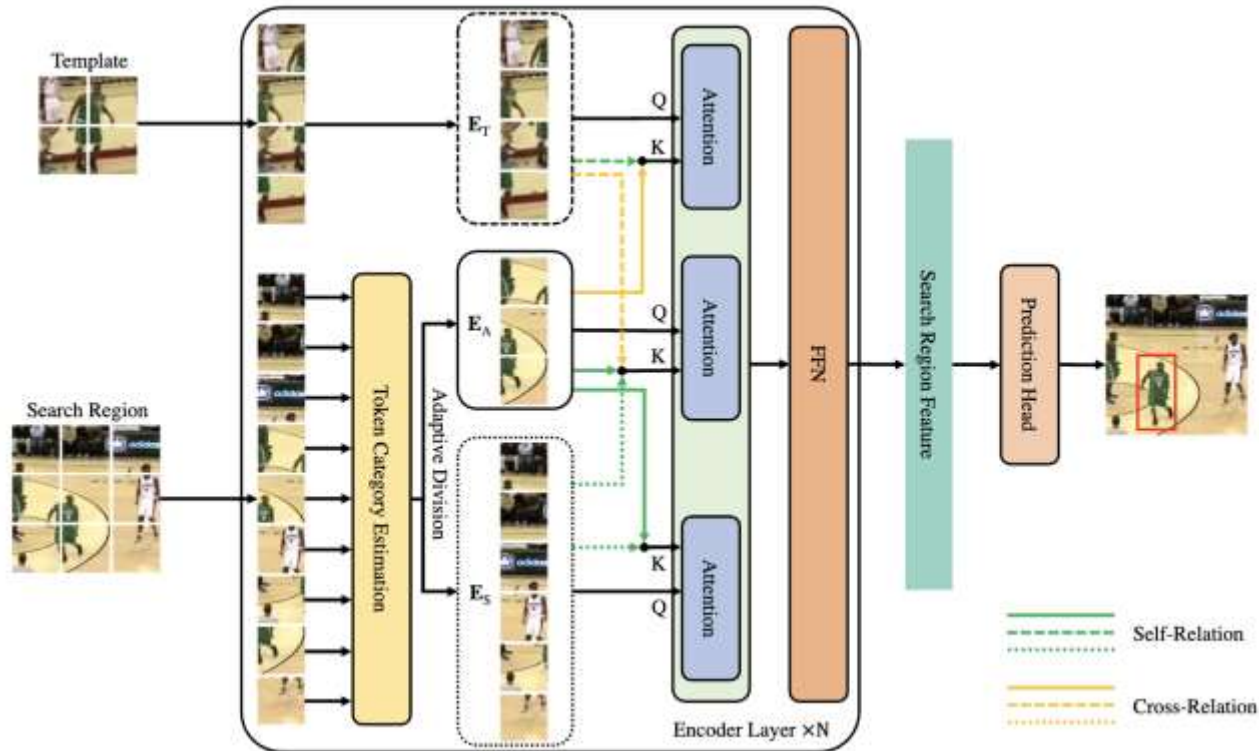 Template
E_T
Q
K
Attention
Search Region
Token Category Estimation
Adaptive Division
E_A
Q
K
Attention
E_S
K
Q
Attention
FFN
Encoder Layer ×N
Search Region Feature
Prediction Head
Self-Relation
Cross-Relation